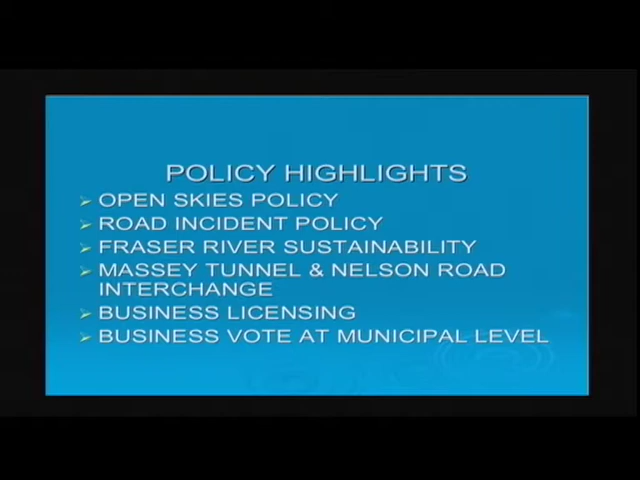 POLICY HIGHLIGHTS
OPEN SKIES POLICY
ROAD INCIDENT POLICY
FRASER RIVER SUSTAINABILITY
MASSEY TUNNEL & NELSON ROAD
INTERCHANGE
BUSINESS LICENSING
BUSINESS VOTE AT MUNICIPAL LEVEL